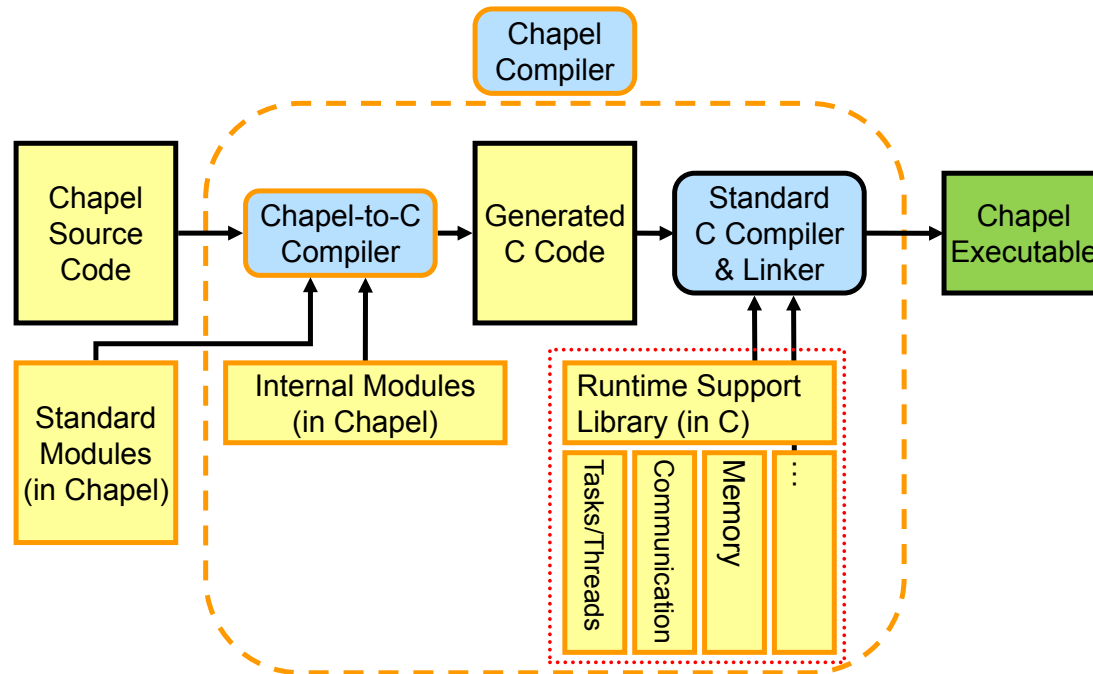 Chapel
Compiler
Chapel
Source
Code
Chapel-to-C
Compiler
Generated
C Code
Standard
C Compiler
& Linker
Chapel
Executable
Standard
Modules
(in Chapel)
Internal Modules
(in Chapel)
Runtime Support
Library (in C)
Tasks/Threads
Communication
Memory
…